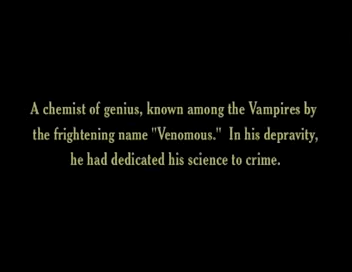 A chemist of genius, known among the Vampires by
the frightening name "Venomous."  In his depravity,
he had dedicated his science to crime.